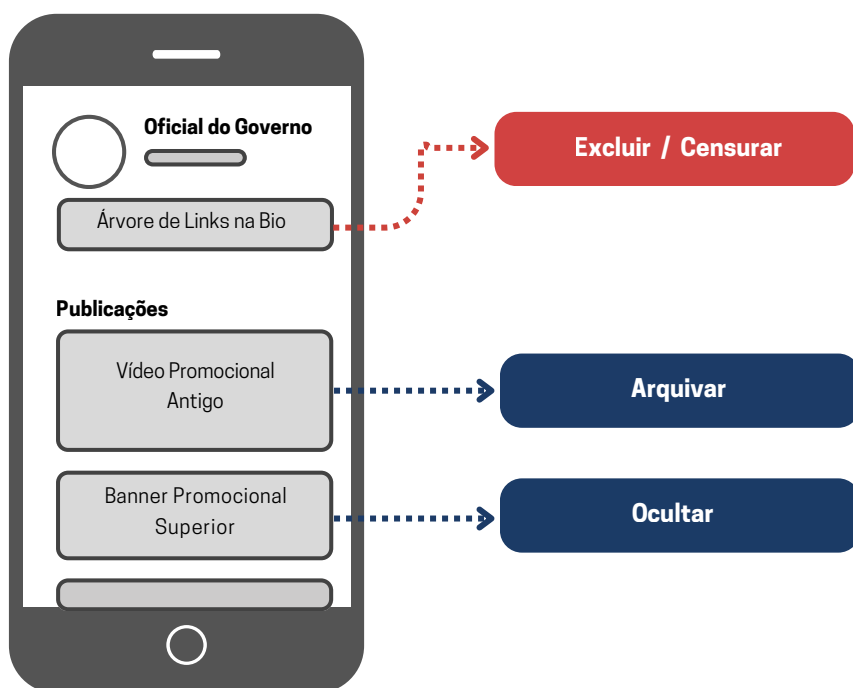 Oficial do Governo
Excluir / Censurar
Árvore de Links na Bio
Publicações
Vídeo Promocional
Antigo
Arquivar
Banner Promocional
Superior
Ocultar